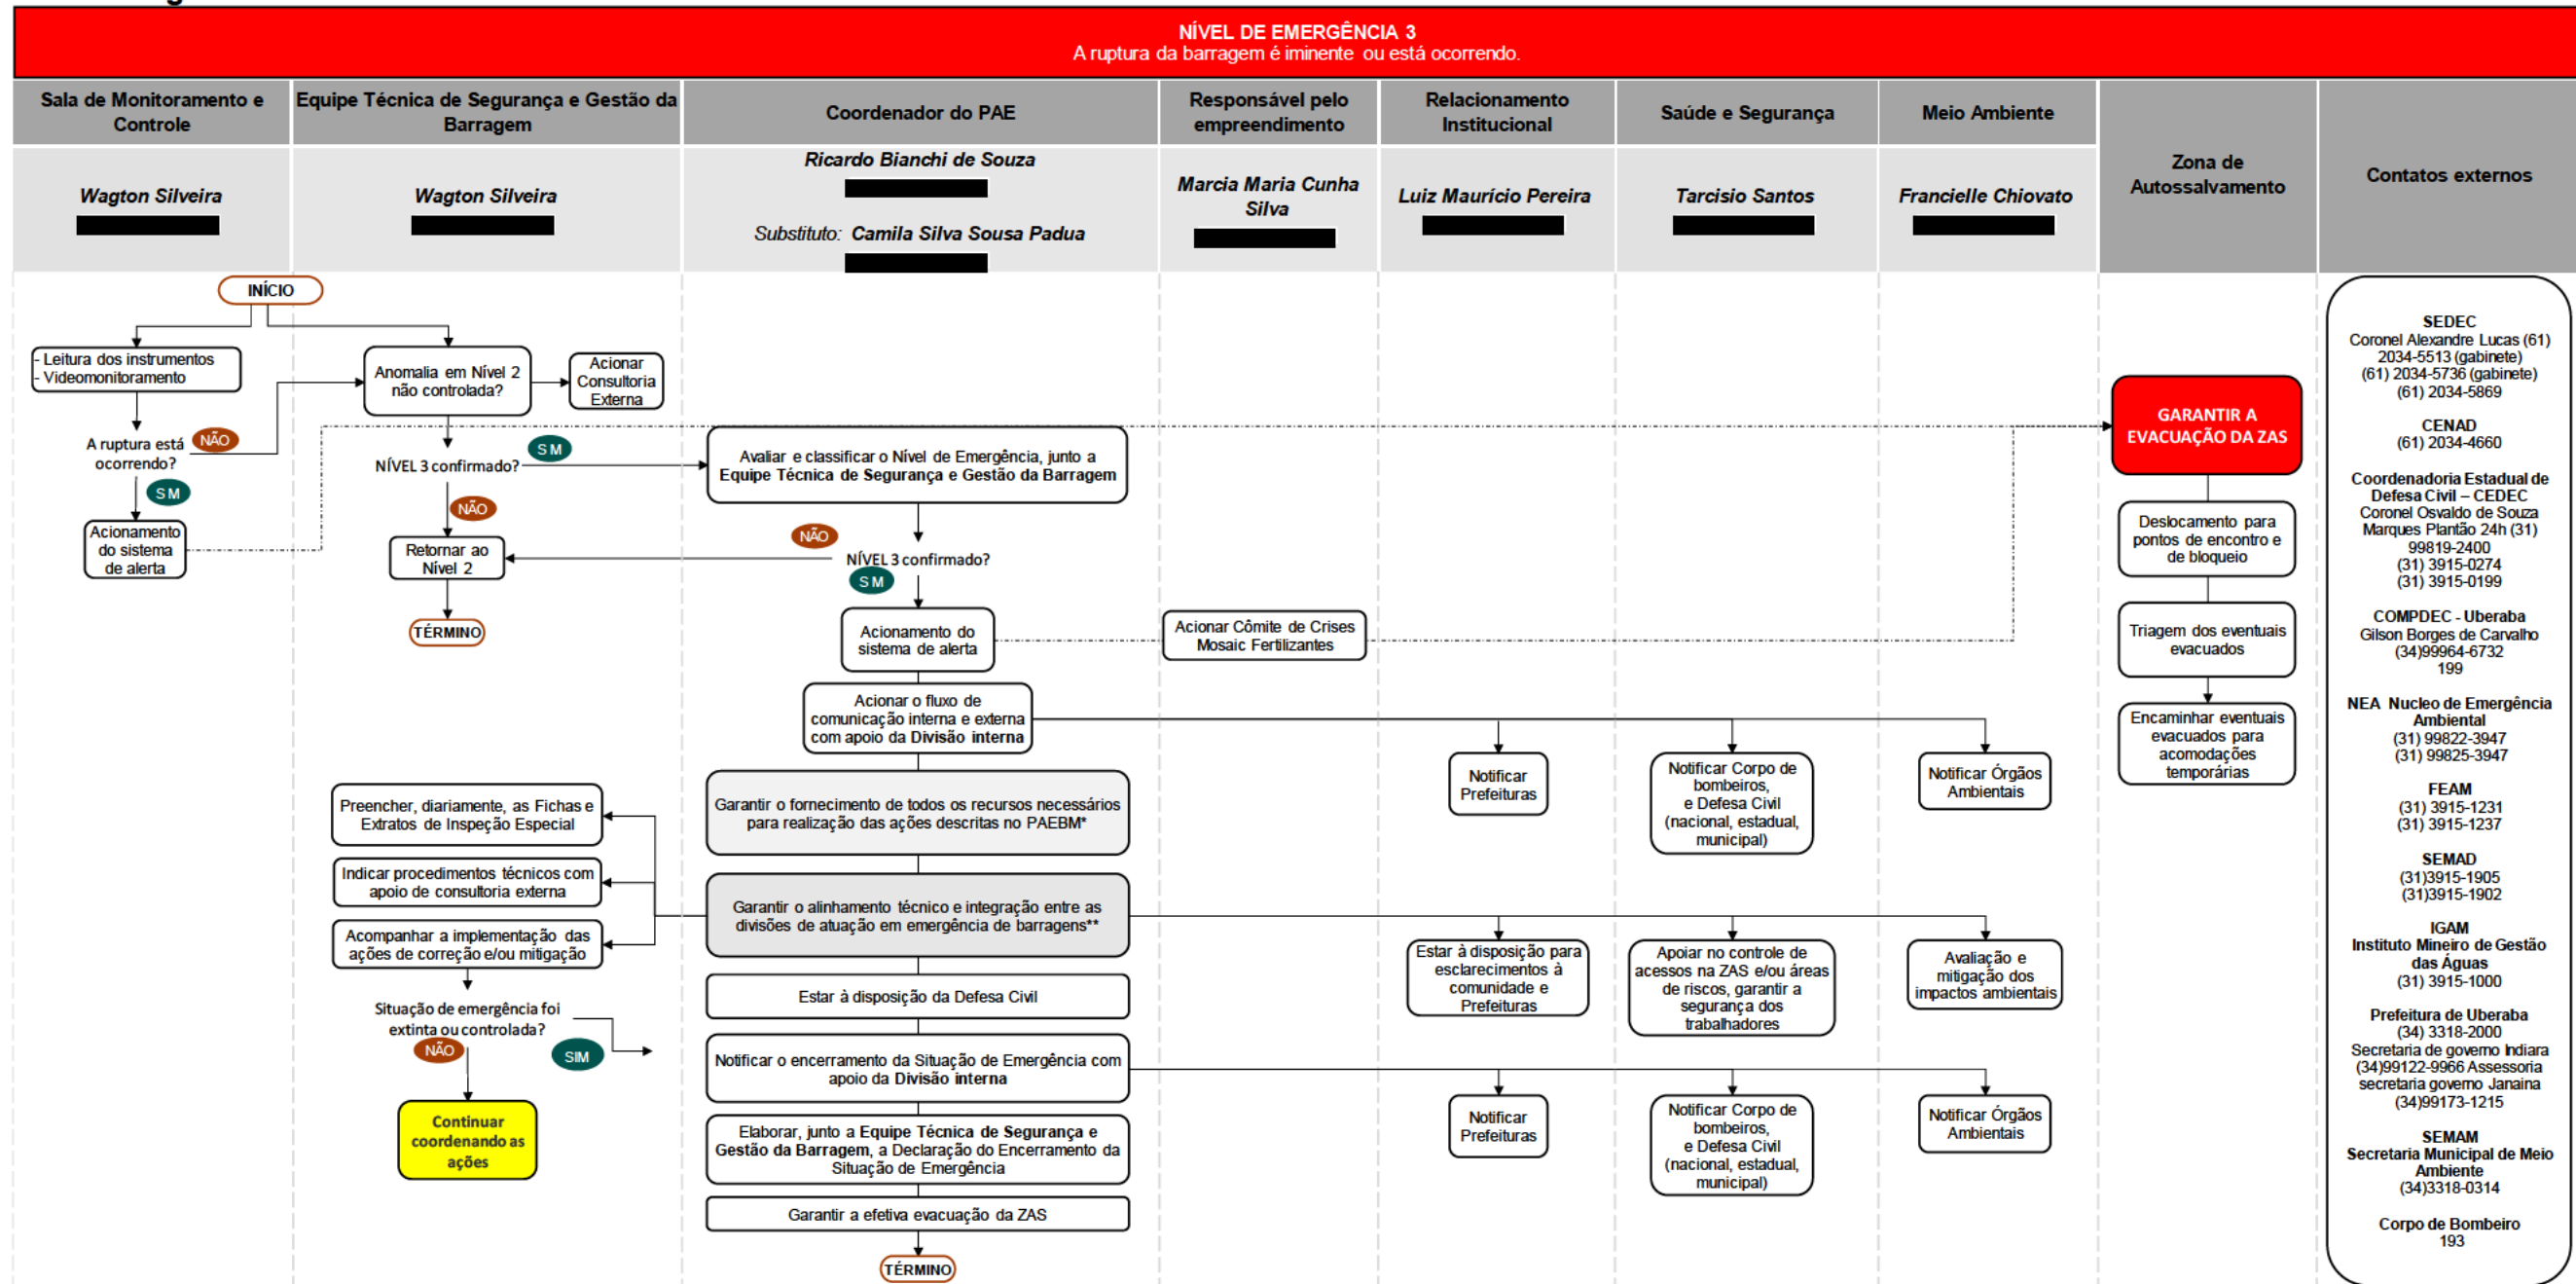 NÍVEL DE EMERGÊNCIA 3
A ruptura da barragem é iminente ou está ocorrendo.
Sala de Monitoramento e
Controle
Equipe Técnica de Segurança e Gestão da
Barragem
Coordenador do PAE
Responsável pelo
empreendimento
Relacionamento
Institucional
Saúde e Segurança
Meio Ambiente
Zona de
Autossalvamento
Contatos externos
Wagton Silveira
Wagton Silveira
Ricardo Bianchi de Souza
Substituto: Camila Silva Sousa Padua
Marcia Maria Cunha
Silva
Luiz Maurício Pereira
Tarcisio Santos
Francielle Chiovato
INÍCIO
- Leitura dos instrumentos
- Videomonitoramento
A ruptura está
ocorrendo?
NÃO
S M
Acionamento
do sistema
de alerta
Anomalia em Nível 2
não controlada?
Acionar
Consultoria
Externa
NÍVEL 3 confirmado?
S M
NÃO
Retornar ao
Nível 2
TÉRMINO
Avaliar e classificar o Nível de Emergência, junto a
Equipe Técnica de Segurança e Gestão da Barragem
NÃO
NÍVEL 3 confirmado?
S M
Acionamento do
sistema de alerta
Acionar Cômite de Crises
Mosaic Fertilizantes
Acionar o fluxo de
comunicação interna e externa
com apoio da Divisão interna
Notificar
Prefeituras
Notificar Corpo de
bombeiros,
e Defesa Civil
(nacional, estadual,
municipal)
Notificar Órgãos
Ambientais
Garantir o fornecimento de todos os recursos necessários
para realização das ações descritas no PAEBM*
Preencher, diariamente, as Fichas e
Extratos de Inspeção Especial
Indicar procedimentos técnicos com
apoio de consultoria externa
Acompanhar a implementação das
ações de correção e/ou mitigação
Situação de emergência foi
extinta ou controlada?
NÃO
SIM
Continuar
coordenando as
ações
Garantir o alinhamento técnico e integração entre as
divisões de atuação em emergência de barragens**
Estar à disposição para
esclarecimentos à
comunidade e
Prefeituras
Apoiar no controle de
acessos na ZAS e/ou áreas
de riscos, garantir a
segurança dos
trabalhadores
Avaliação e
mitigação dos
impactos ambientais
Estar à disposição da Defesa Civil
Notificar o encerramento da Situação de Emergência com
apoio da Divisão interna
Notificar
Prefeituras
Notificar Corpo de
bombeiros,
e Defesa Civil
(nacional, estadual,
municipal)
Notificar Órgãos
Ambientais
Elaborar, junto a Equipe Técnica de Segurança e
Gestão da Barragem, a Declaração do Encerramento da
Situação de Emergência
Garantir a efetiva evacuação da ZAS
TÉRMINO
GARANTIR A
EVACUAÇÃO DA ZAS
Deslocamento para
pontos de encontro e
de bloqueio
Triagem dos eventuais
evacuados
Encaminhar eventuais
evacuados para
acomodações
temporárias
SEDEC
Coronel Alexandre Lucas (61)
2034-5513 (gabinete)
(61) 2034-5736 (gabinete)
(61) 2034-5869
CENAD
(61) 2034-4660
Coordenadoria Estadual de
Defesa Civil – CEDEC
Coronel Osvaldo de Souza
Marques Plantão 24h (31)
99819-2400
(31) 3915-0274
(31) 3915-0199
COMPDEC - Uberaba
Gilson Borges de Carvalho
(34)99964-6732
199
NEA Nucleo de Emergência
Ambiental
(31) 99822-3947
(31) 99825-3947
FEAM
(31) 3915-1231
(31) 3915-1237
SEMAD
(31)3915-1905
(31)3915-1902
IGAM
Instituto Mineiro de Gestão
das Águas
(31) 3915-1000
Prefeitura de Uberaba
(34) 3318-2000
Secretaria de governo Indiara
(34)99122-9966 Assessoria
secretaria governo Janaina
(34)99173-1215
SEMAM
Secretaria Municipal de Meio
Ambiente
(34)3318-0314
Corpo de Bombeiro
193